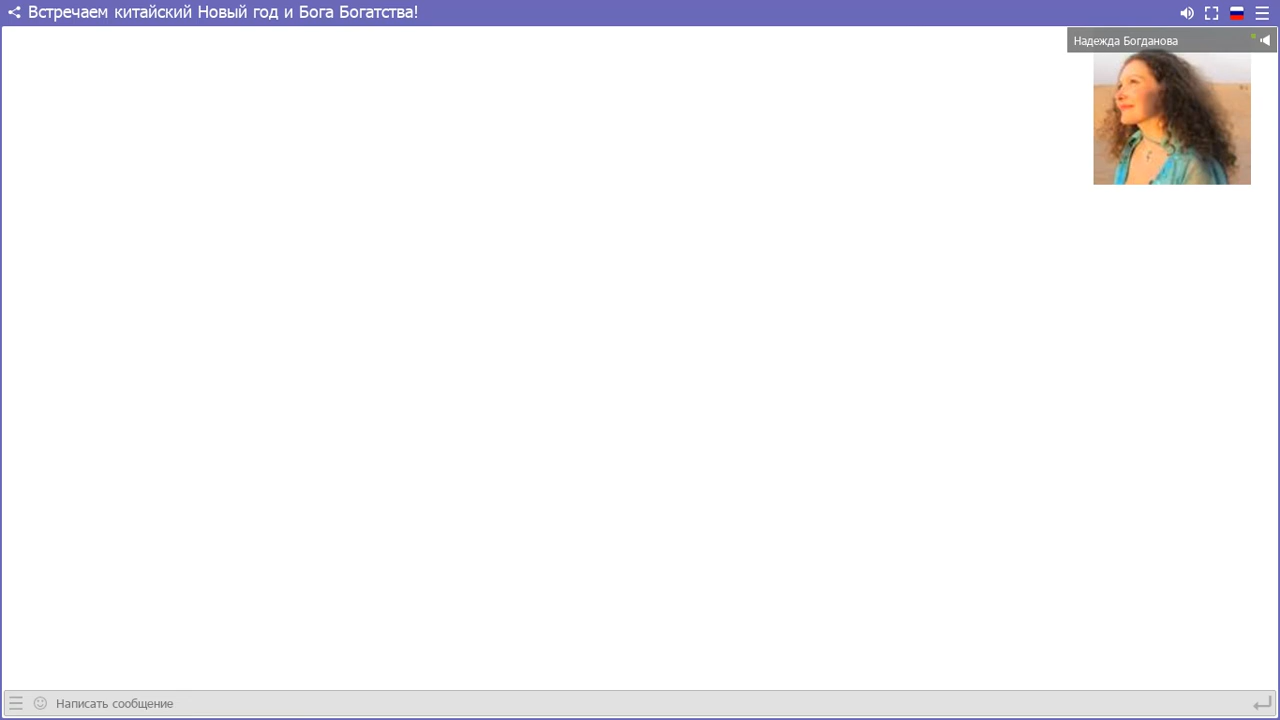 Встречаем китайский Новый год и Бога Богатства!
Надежда Богданова
Написать сообщение